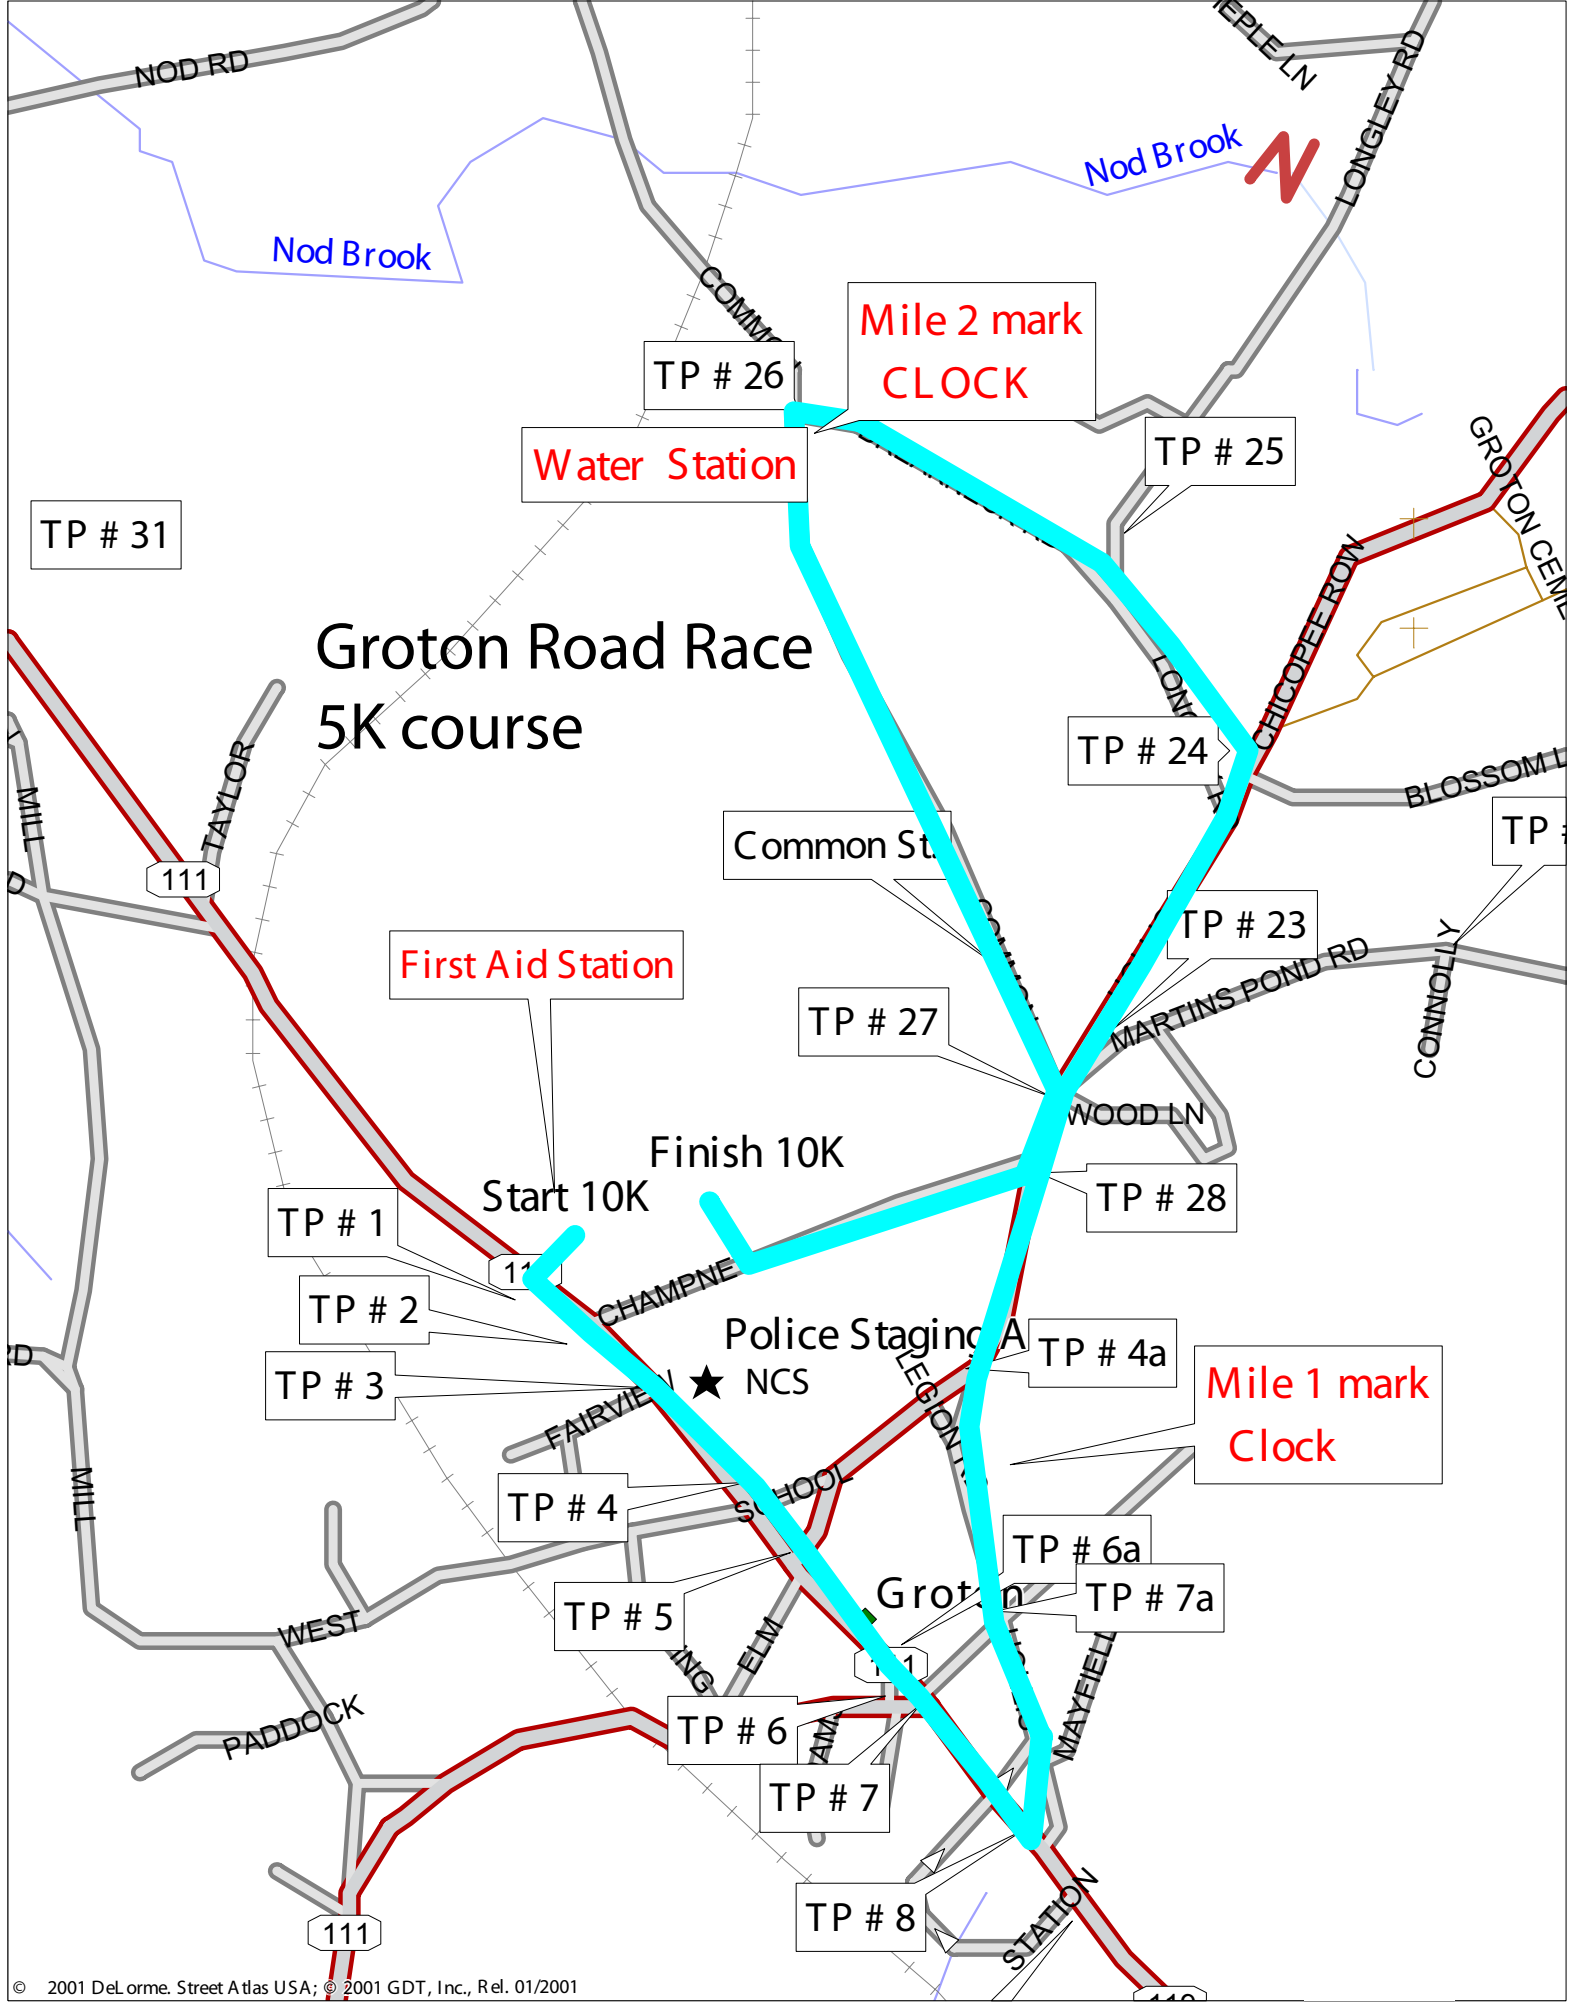 NOD RD
LONGLEY RD
Nod Brook
Nod Brook
Mile 2 mark
CLOCK
TP # 26
Water Station
TP # 25
TP # 31
GROTON
Groton Road Race
5K course
CHICOPEE ROW
TP # 24
BLOSSOM L
MILL
TAYLOR
TP #
Common St.
111
TP # 23
First Aid Station
MARTINS POND RD
CONNOLLY
TP # 27
WOOD LN
Finish 10K
Start 10K
TP # 28
TP # 1
TP # 2
CHAMPNE
Police Staging A
TP # 4a
TP # 3
NCS
FAIRVIEW
Mile 1 mark
Clock
MILL
TP # 4
SCHOOL
TP # 6a
Groton
TP # 7a
TP # 5
WEST
ELM
111
MAYFIELD
PADDOCK
TP # 6
TP # 7
TP # 8
STATION
111
© 2001 DeLorme. Street Atlas USA; © 2001 GDT, Inc., Rel. 01/2001